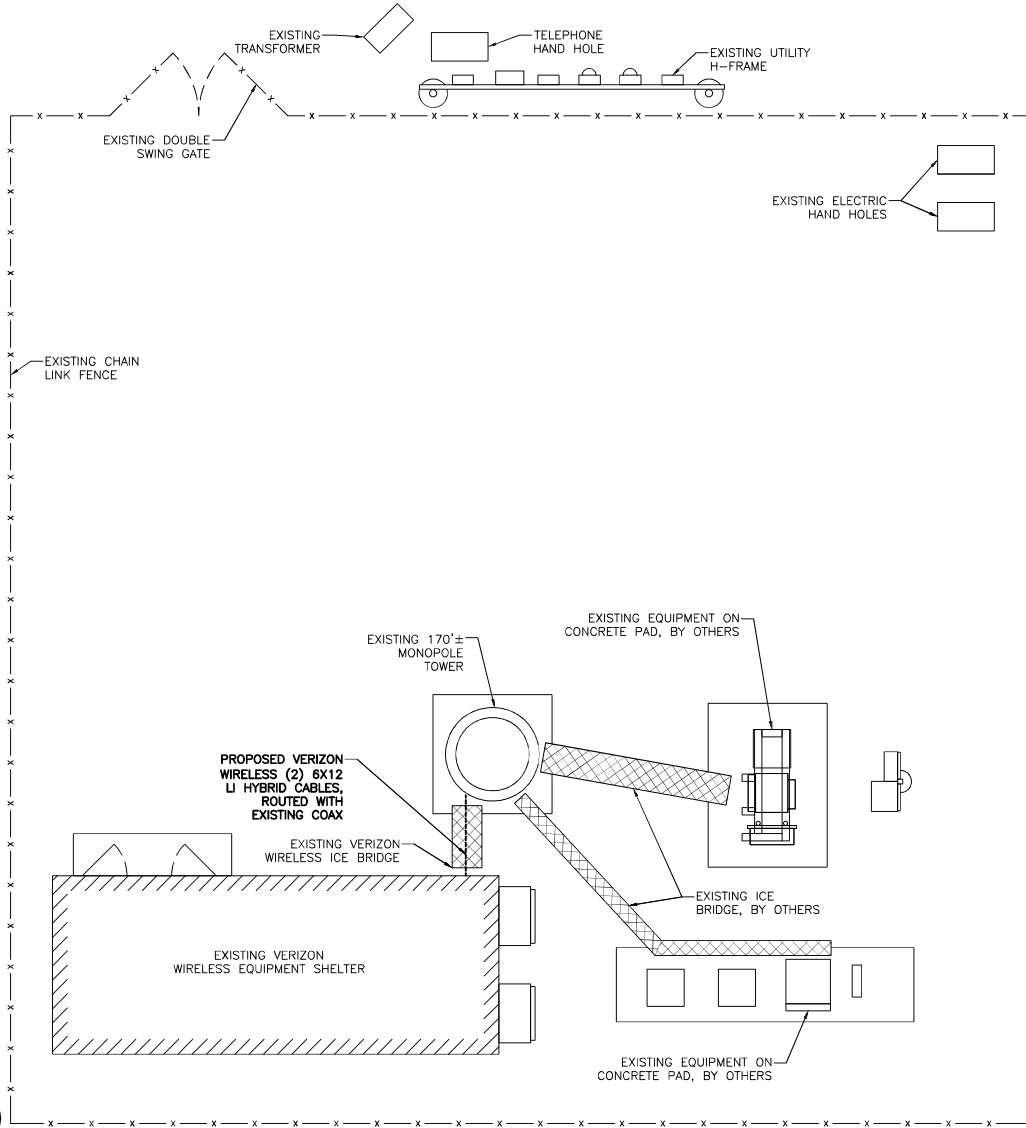 EXISTING
TRANSFORMER
TELEPHONE
HAND HOLE
EXISTING UTILITY
H-FRAME
EXISTING DOUBLE
SWING GATE
EXISTING ELECTRIC
HAND HOLES
EXISTING CHAIN
LINK FENCE
EXISTING EQUIPMENT ON
CONCRETE PAD, BY OTHERS
EXISTING 170'±
MONOPOLE
TOWER
PROPOSED VERIZON
WIRELESS (2) 6X12
LI HYBRID CABLES,
ROUTED WITH
EXISTING COAX
EXISTING VERIZON
WIRELESS ICE BRIDGE
EXISTING ICE
BRIDGE, BY OTHERS
EXISTING VERIZON
WIRELESS EQUIPMENT SHELTER
EXISTING EQUIPMENT ON
CONCRETE PAD, BY OTHERS